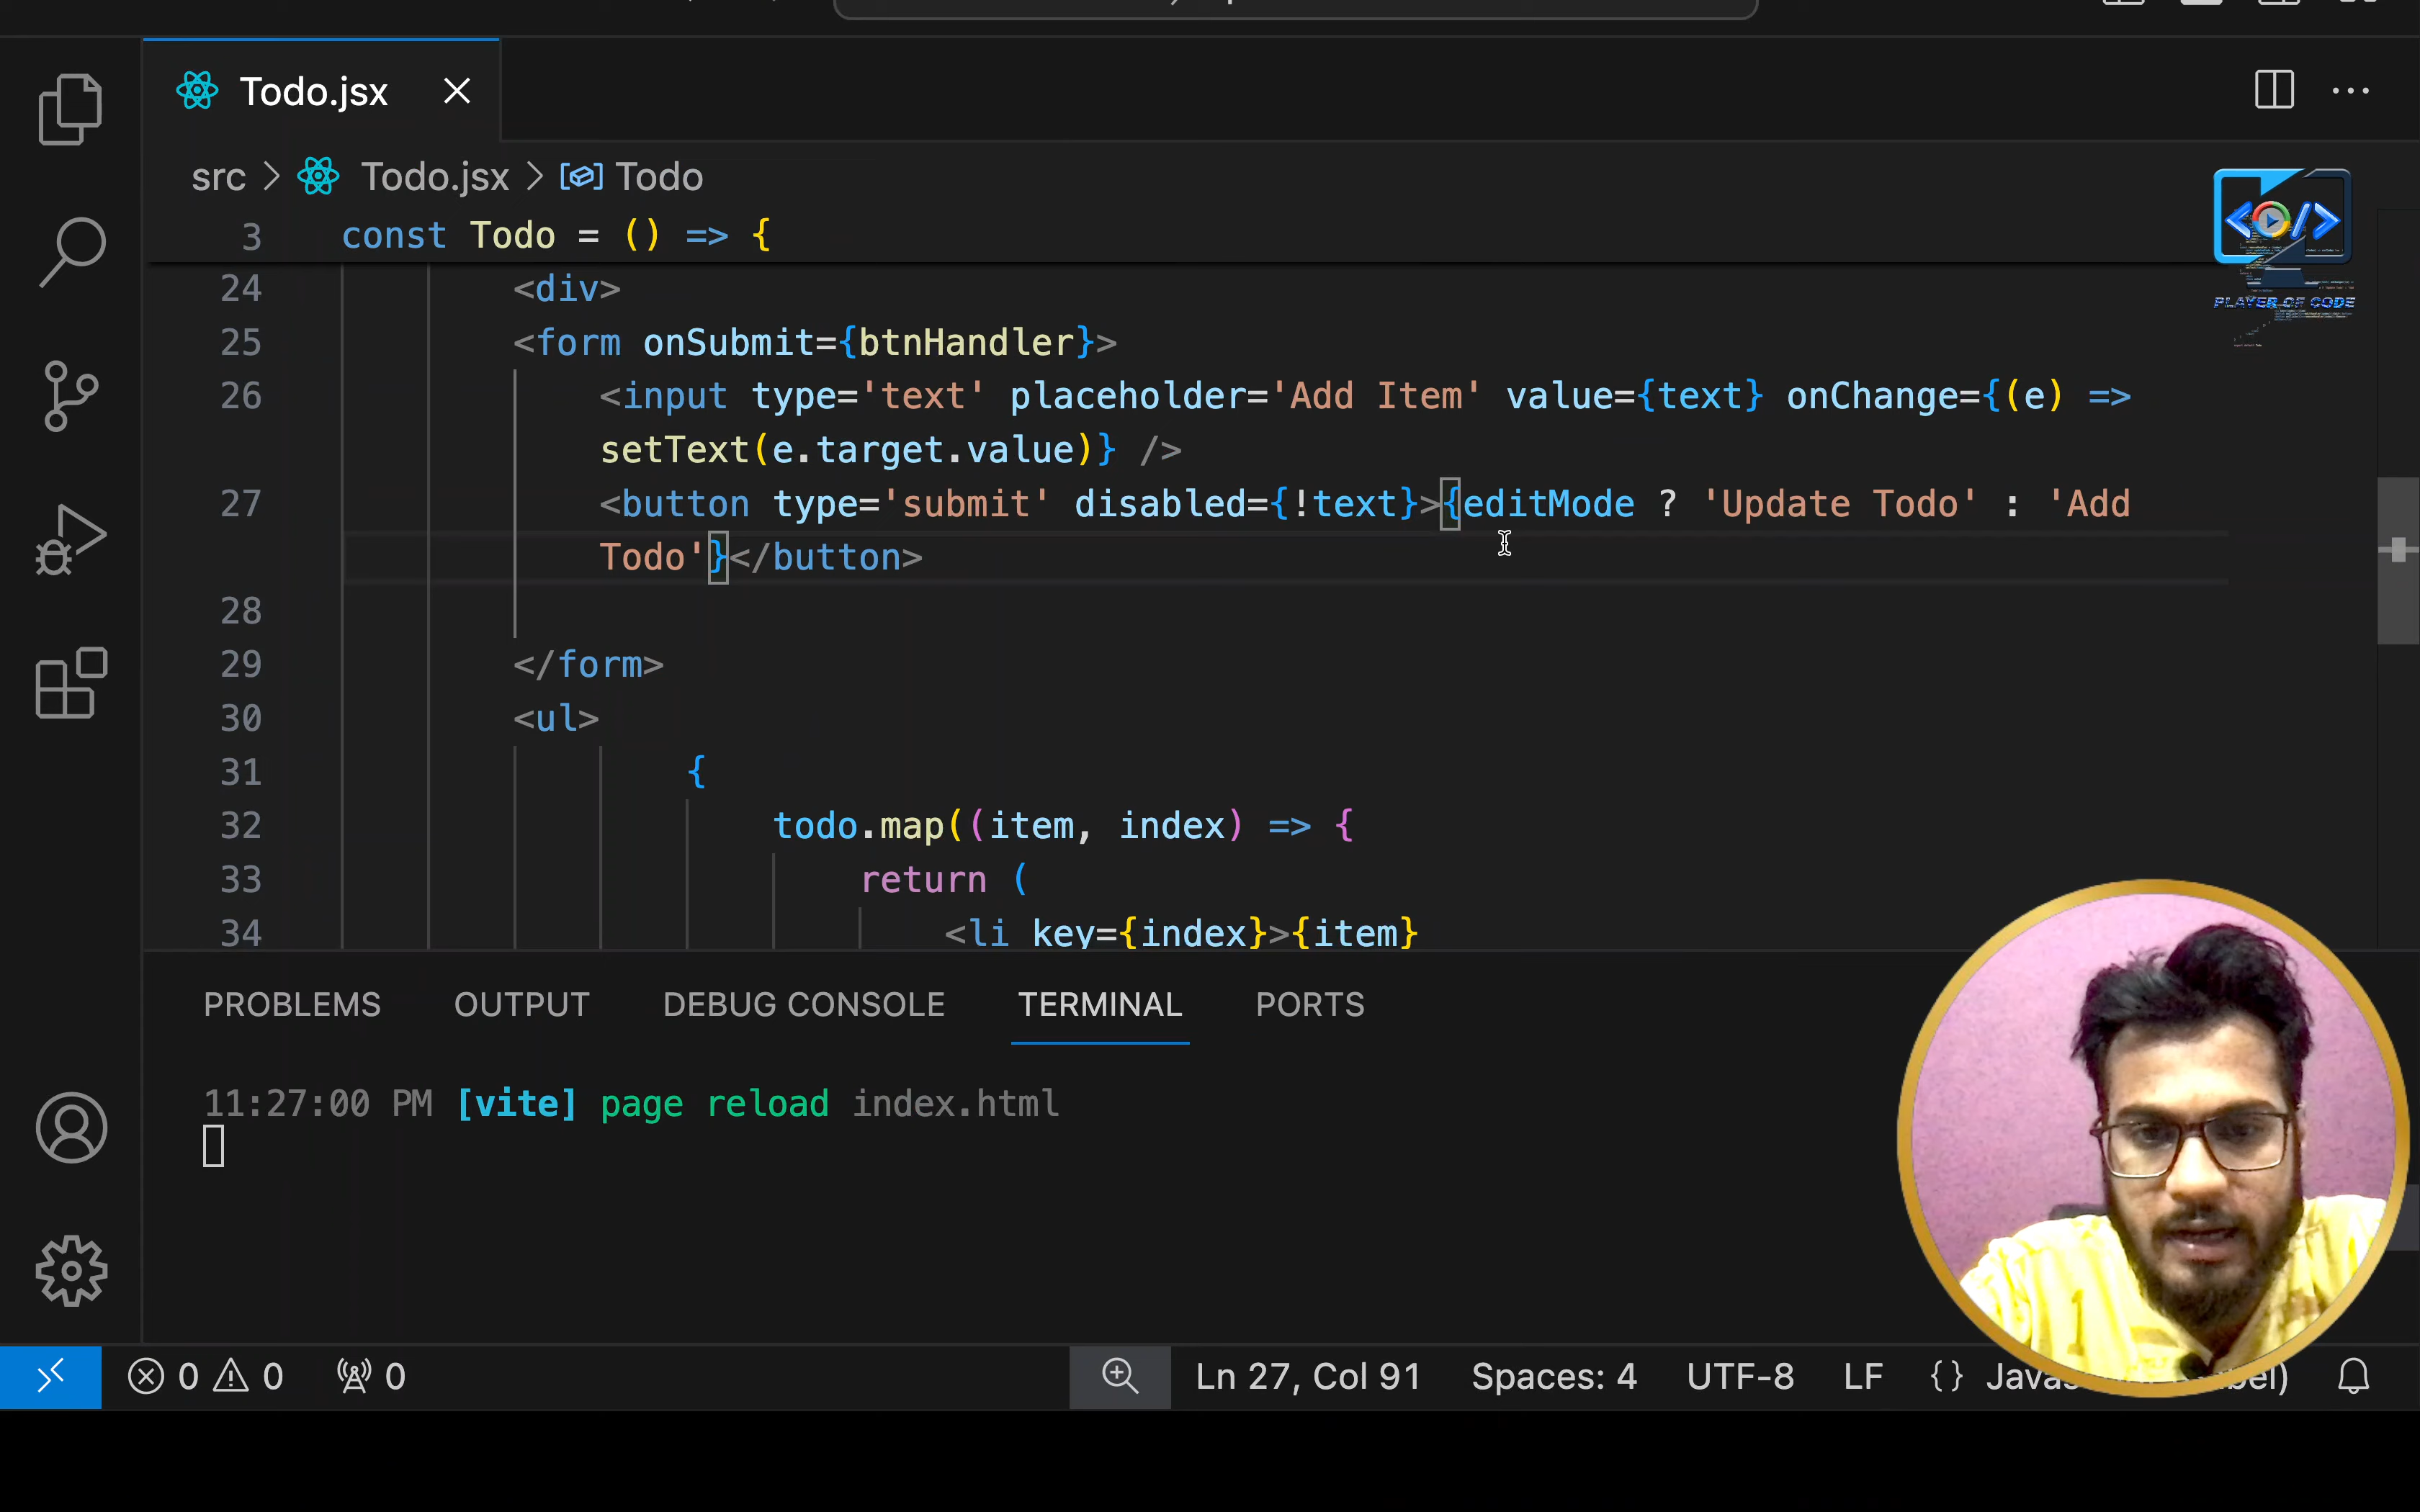 Todo.jsx
src > Todo.jsx > Todo
3 const Todo = () => {
24 <div>
25 <form onSubmit={btnHandler}>
26 <input type='text' placeholder='Add Item' value={text} onChange={(e) =>
setText(e.target.value)} />
27 <button type='submit' disabled={!text}>{editMode ? 'Update Todo' : 'Add
Todo'}</button>
28
29 </form>
30 <ul>
31 {
32 todo.map((item, index) => {
33 return (
34 <li key={index}>{item}
PLAYER OF CODE
PROBLEMS OUTPUT DEBUG CONSOLE TERMINAL PORTS
11:27:00 PM [vite] page reload index.html
0 0 0 Ln 27, Col 91 Spaces: 4 UTF-8 LF {}